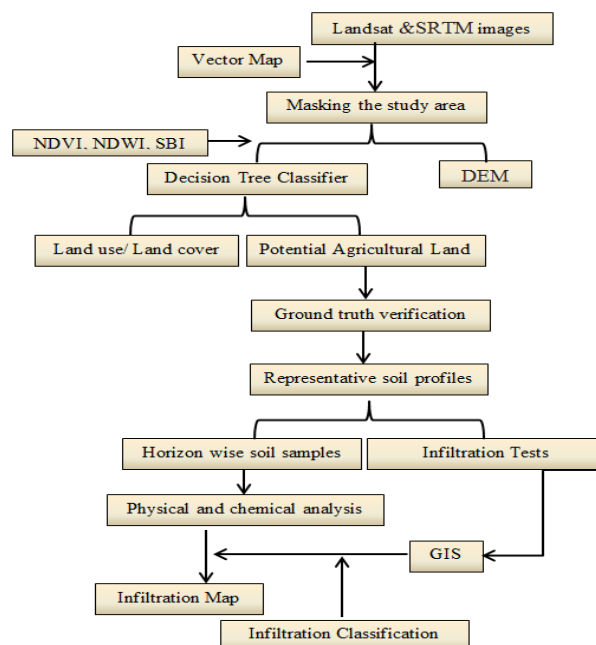 Landsat &SRTM images
Vector Map
Masking the study area
NDVI, NDWI, SBI
Decision Tree Classifier
DEM
Land use/ Land cover
Potential Agricultural Land
Ground truth verification
Representative soil profiles
Horizon wise soil samples
Infiltration Tests
Physical and chemical analysis
GIS
Infiltration Map
Infiltration Classification